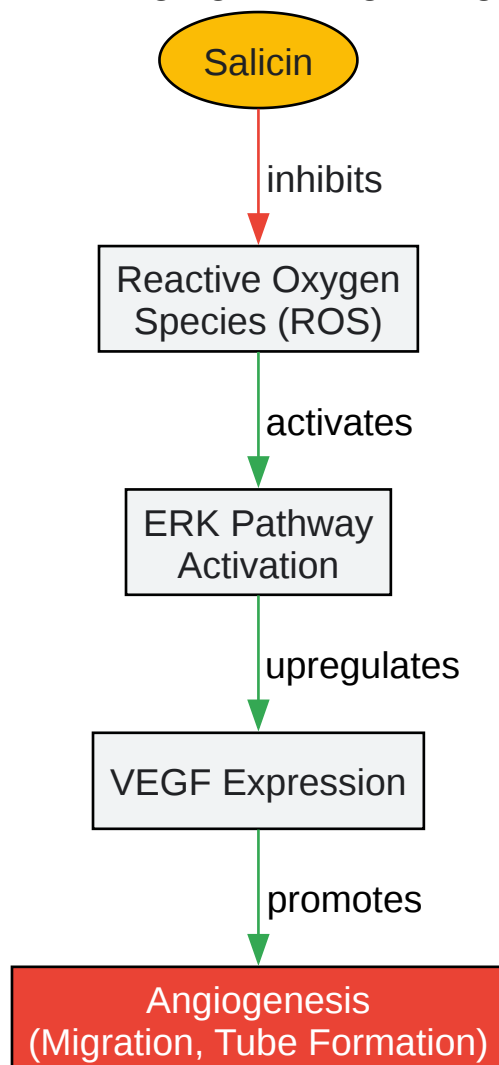 Salicin
inhibits
Reactive Oxygen
Species (ROS)
activates
ERK Pathway
Activation
upregulates
VEGF Expression
promotes
Angiogenesis
(Migration, Tube Formation)